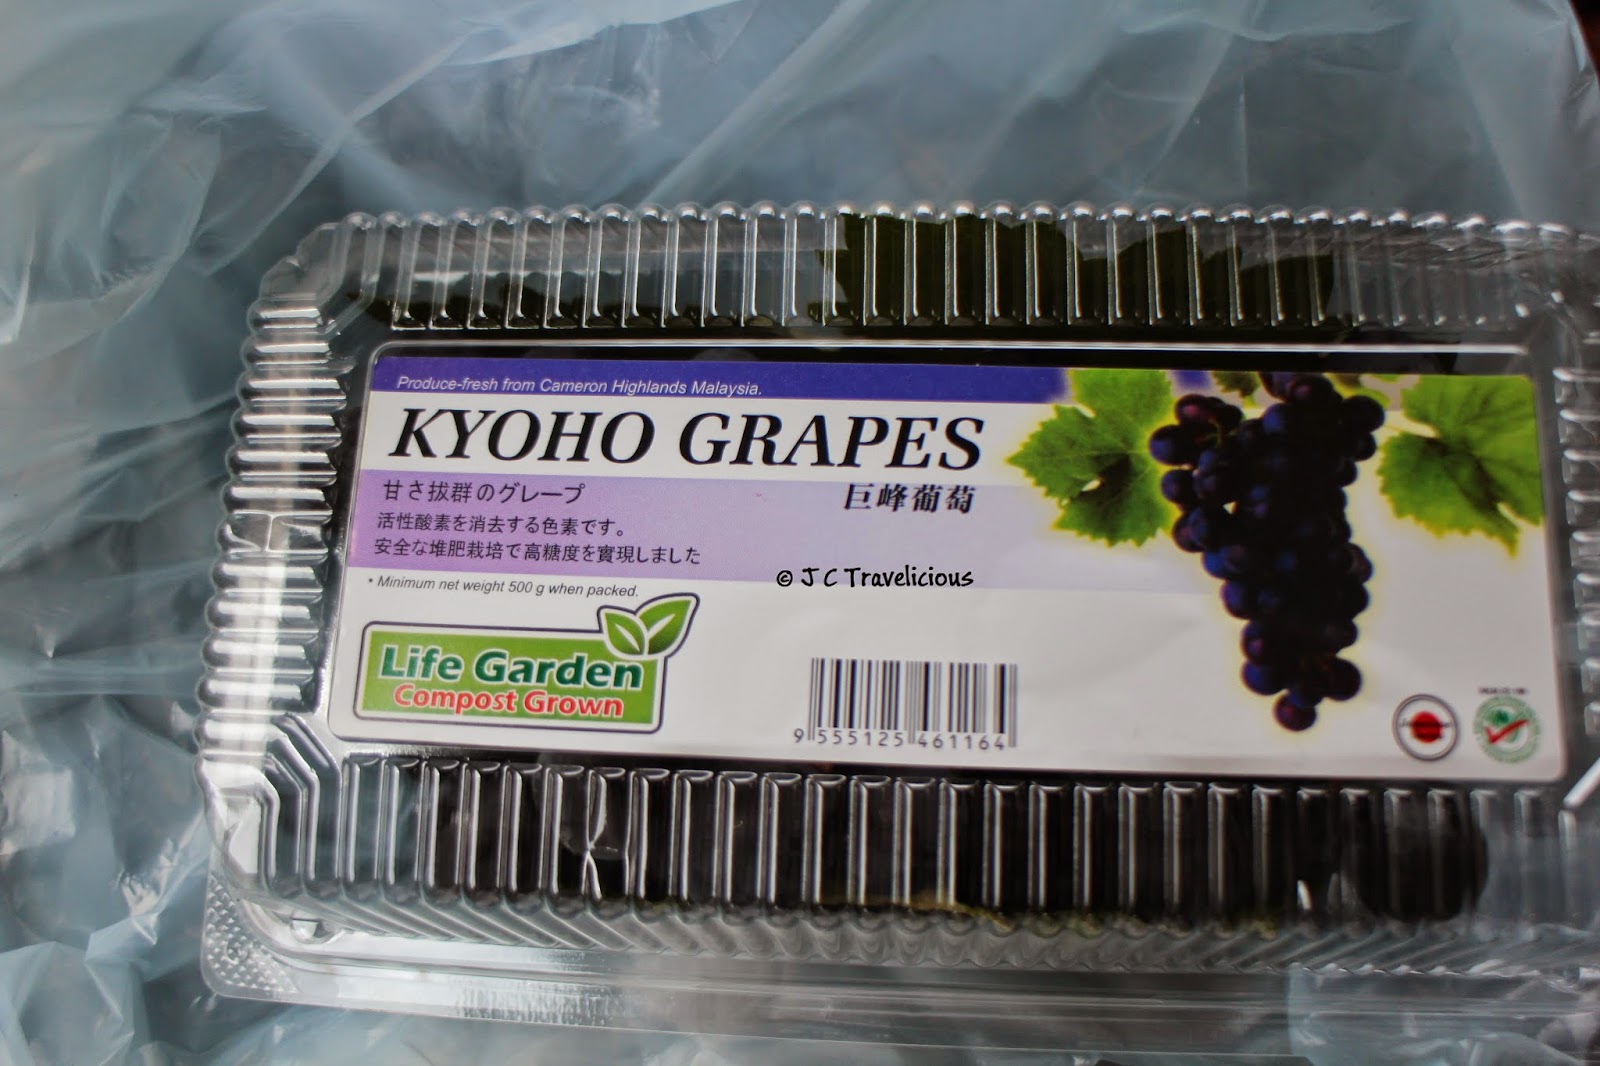 Produce-fresh from Cameron Highlands Malaysia.
KYOHO GRAPES
甘さ抜群のグレープ
巨峰葡萄
活性酸素を消去する色素です。
安全な堆肥栽培で高糖度を實現しました
• Minimum net weight 500 g when packed.
© J C Travelicious
Life Garden
Compost Grown
9 555125 461164